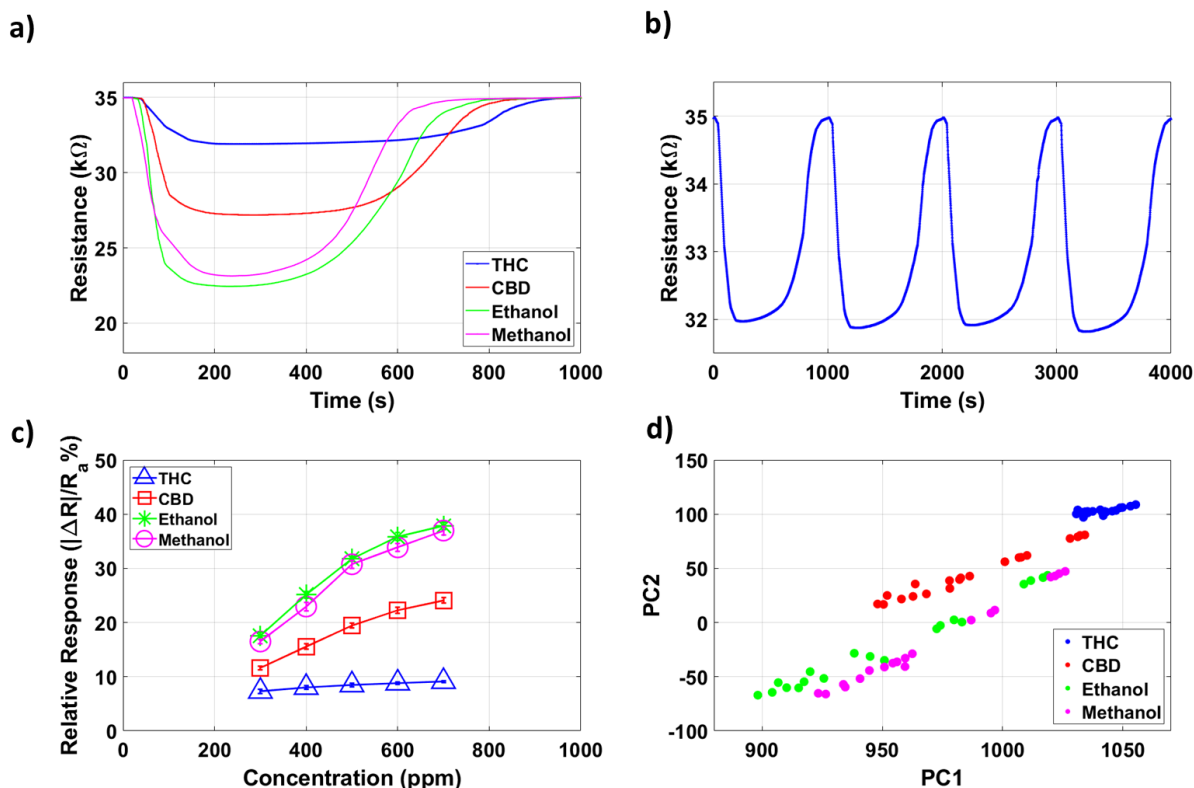 a)
Resistance (kΩ)
35
30
25
20
0 200 400 600 800 1000
Time (s)
THC
CBD
Ethanol
Methanol
b)
Resistance (kΩ)
35
34
33
32
0 1000 2000 3000 4000
Time (s)
c)
Relative Response (|ΔR|/Ra%)
50
40
30
20
10
0
0 200 400 600 800 1000
Concentration (ppm)
THC
CBD
Ethanol
Methanol
d)
PC2
150
100
50
0
-50
-100
900 950 1000 1050
PC1
THC
CBD
Ethanol
Methanol